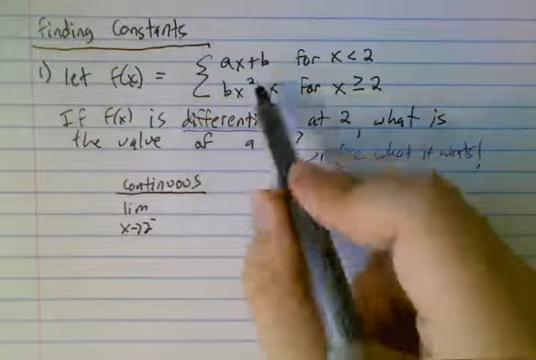 Finding Constants
1) let f(x) = { ax+b for x < 2
bx² x for x ≥ 2
If f(x) is differenti at 2, what is
the value of a ?
what it wants!
continuous
lim
x→2⁻